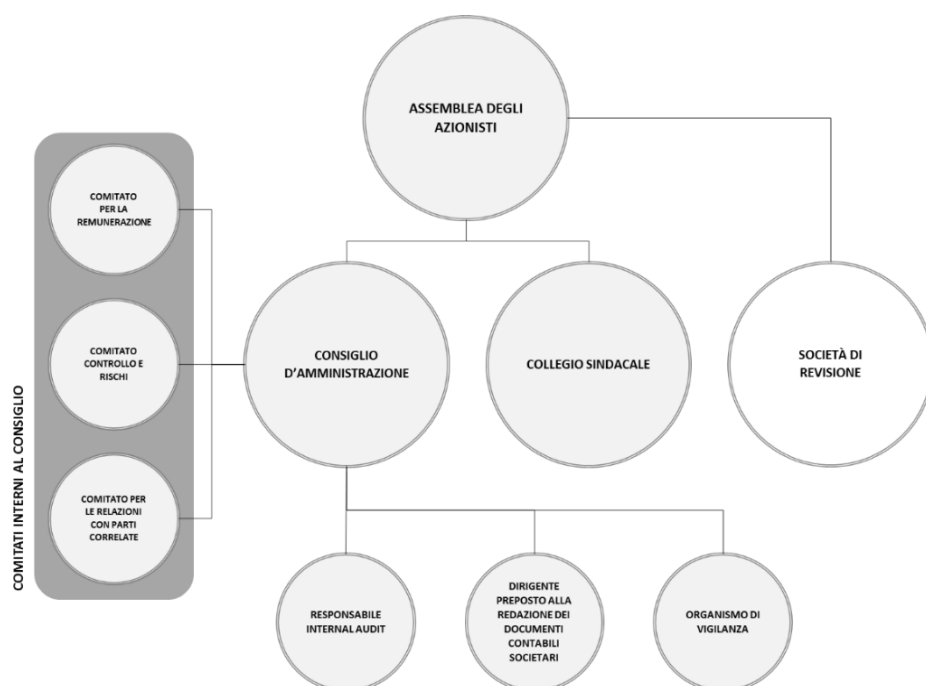 ASSEMBLEA DEGLI
AZIONISTI
COMITATI INTERNI AL CONSIGLIO
COMITATO
PER LA
REMUNERAZIONE
COMITATO
CONTROLLO E
RISCHI
COMITATO PER
LE RELAZIONI
CON PARTI
CORRELATE
CONSIGLIO
D’AMMINISTRAZIONE
COLLEGIO SINDACALE
SOCIETÀ DI
REVISIONE
RESPONSABILE
INTERNAL AUDIT
DIRIGENTE
PREPOSTO ALLA
REDAZIONE DEI
DOCUMENTI
CONTABILI
SOCIETARI
ORGANISMO DI
VIGILANZA